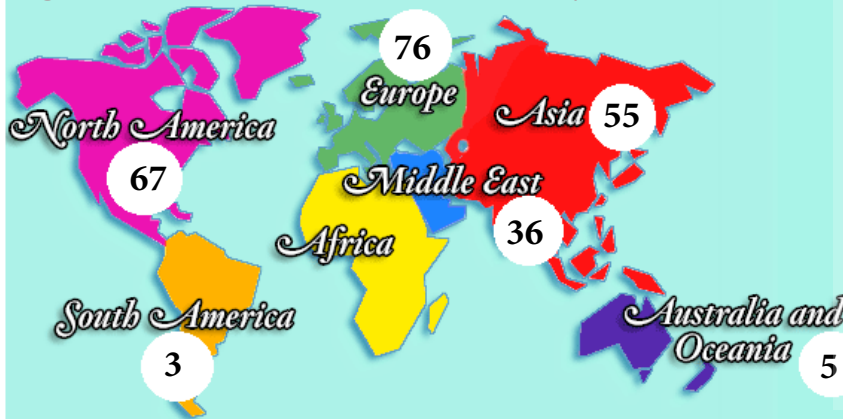 76
Europe
North America
Asia
55
67
Middle East
36
Africa
South America
3
Australia and
Oceania
5